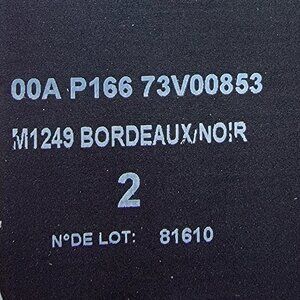 00A P166 73V00853
M1249 BORDEAUX/NOIR
2
N°DE LOT: 81610